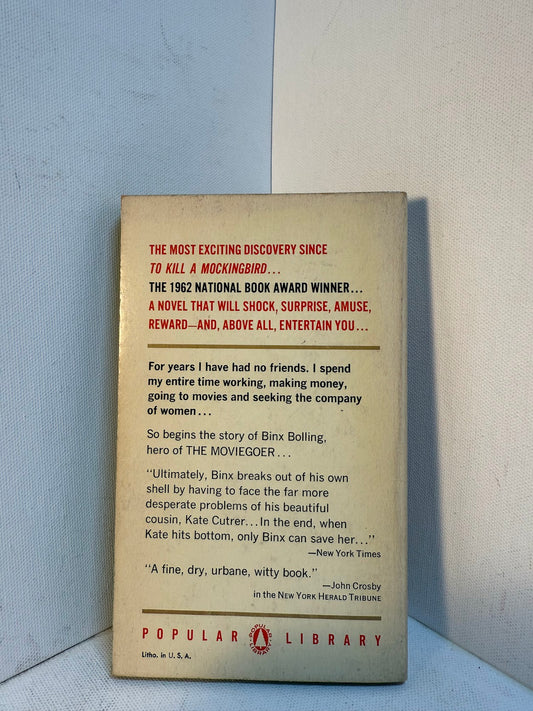 THE MOST EXCITING DISCOVERY SINCE
TO KILL A MOCKINGBIRD...
THE 1962 NATIONAL BOOK AWARD WINNER...
A NOVEL THAT WILL SHOCK, SURPRISE, AMUSE,
REWARD—AND, ABOVE ALL, ENTERTAIN YOU...
For years I have had no friends. I spend
my entire time working, making money,
going to movies and seeking the company
of women...
So begins the story of Binx Bolling,
hero of THE MOVIEGOER...
"Ultimately, Binx breaks out of his own
shell by having to face the far more
desperate problems of his beautiful
cousin, Kate Cutrer...In the end, when
Kate hits bottom, only Binx can save her..."
—New York Times
"A fine, dry, urbane, witty book."
—John Crosby
in the NEW YORK HERALD TRIBUNE
POPULAR POPULAR LIBRARY LIBRARY
Litho. in U. S. A.